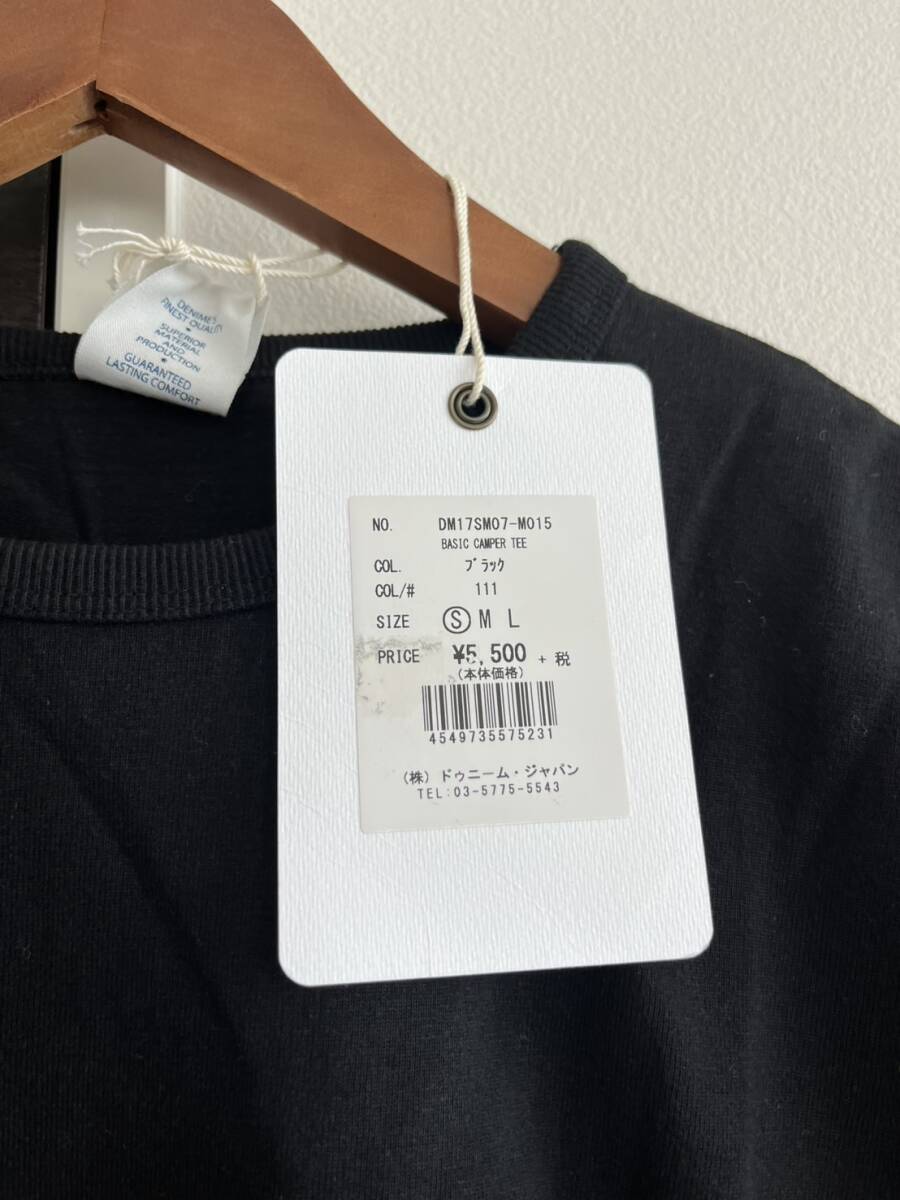 DENIME'S
FINEST QUALITY
SUPERIOR
MATERIAL
AND
PRODUCTION
GUARANTEED
LASTING COMFORT
NO. DM17SM07-M015
BASIC CAMPER TEE
COL. ブラック
COL/# 111
SIZE Ⓢ M L
PRICE ¥5,500 + 税
(本体価格)
4549735575231
(株) ドゥニーム・ジャパン
TEL:03-5775-5543